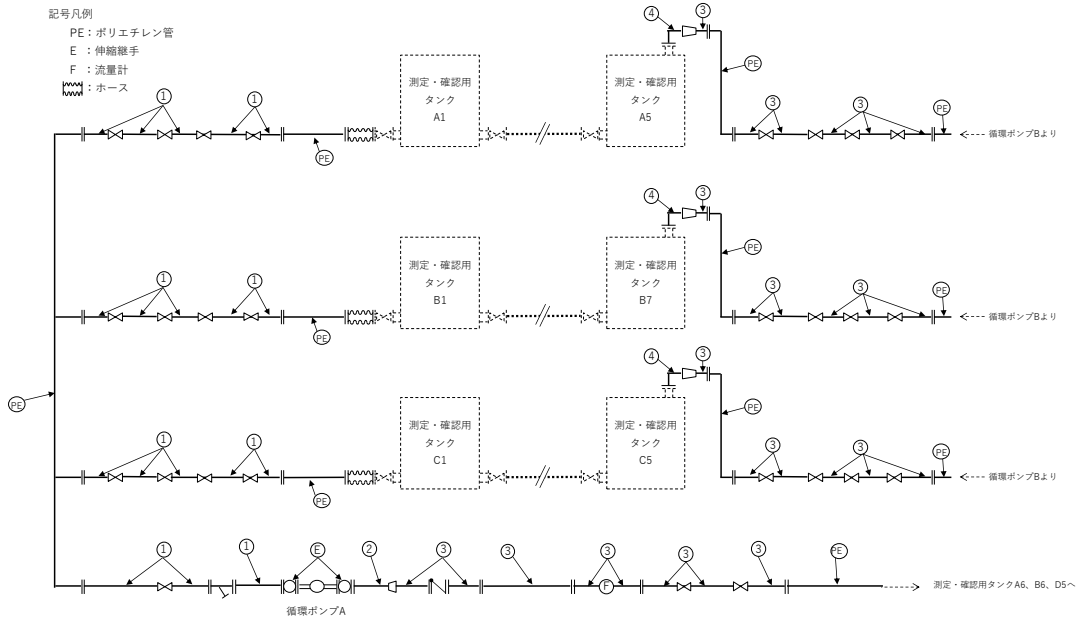 記号凡例
PE：ポリエチレン管
E ：伸縮継手
F ：流量計
：ホース
④ ③
① ① 測定・確認用 測定・確認用 PE
タンク タンク
A1 A5
③ ③ PE
PE 循環ポンプBより
④ ③
① ① 測定・確認用 測定・確認用 PE
タンク タンク
B1 B7
③ ③ PE
PE 循環ポンプBより
④ ③
PE
① ① 測定・確認用 測定・確認用 PE
タンク タンク
C1 C5
③ ③ PE
PE 循環ポンプBより
① ① E ② ③ ③ ③ ③ ③ PE
F
測定・確認用タンクA6、B6、D5へ
循環ポンプA